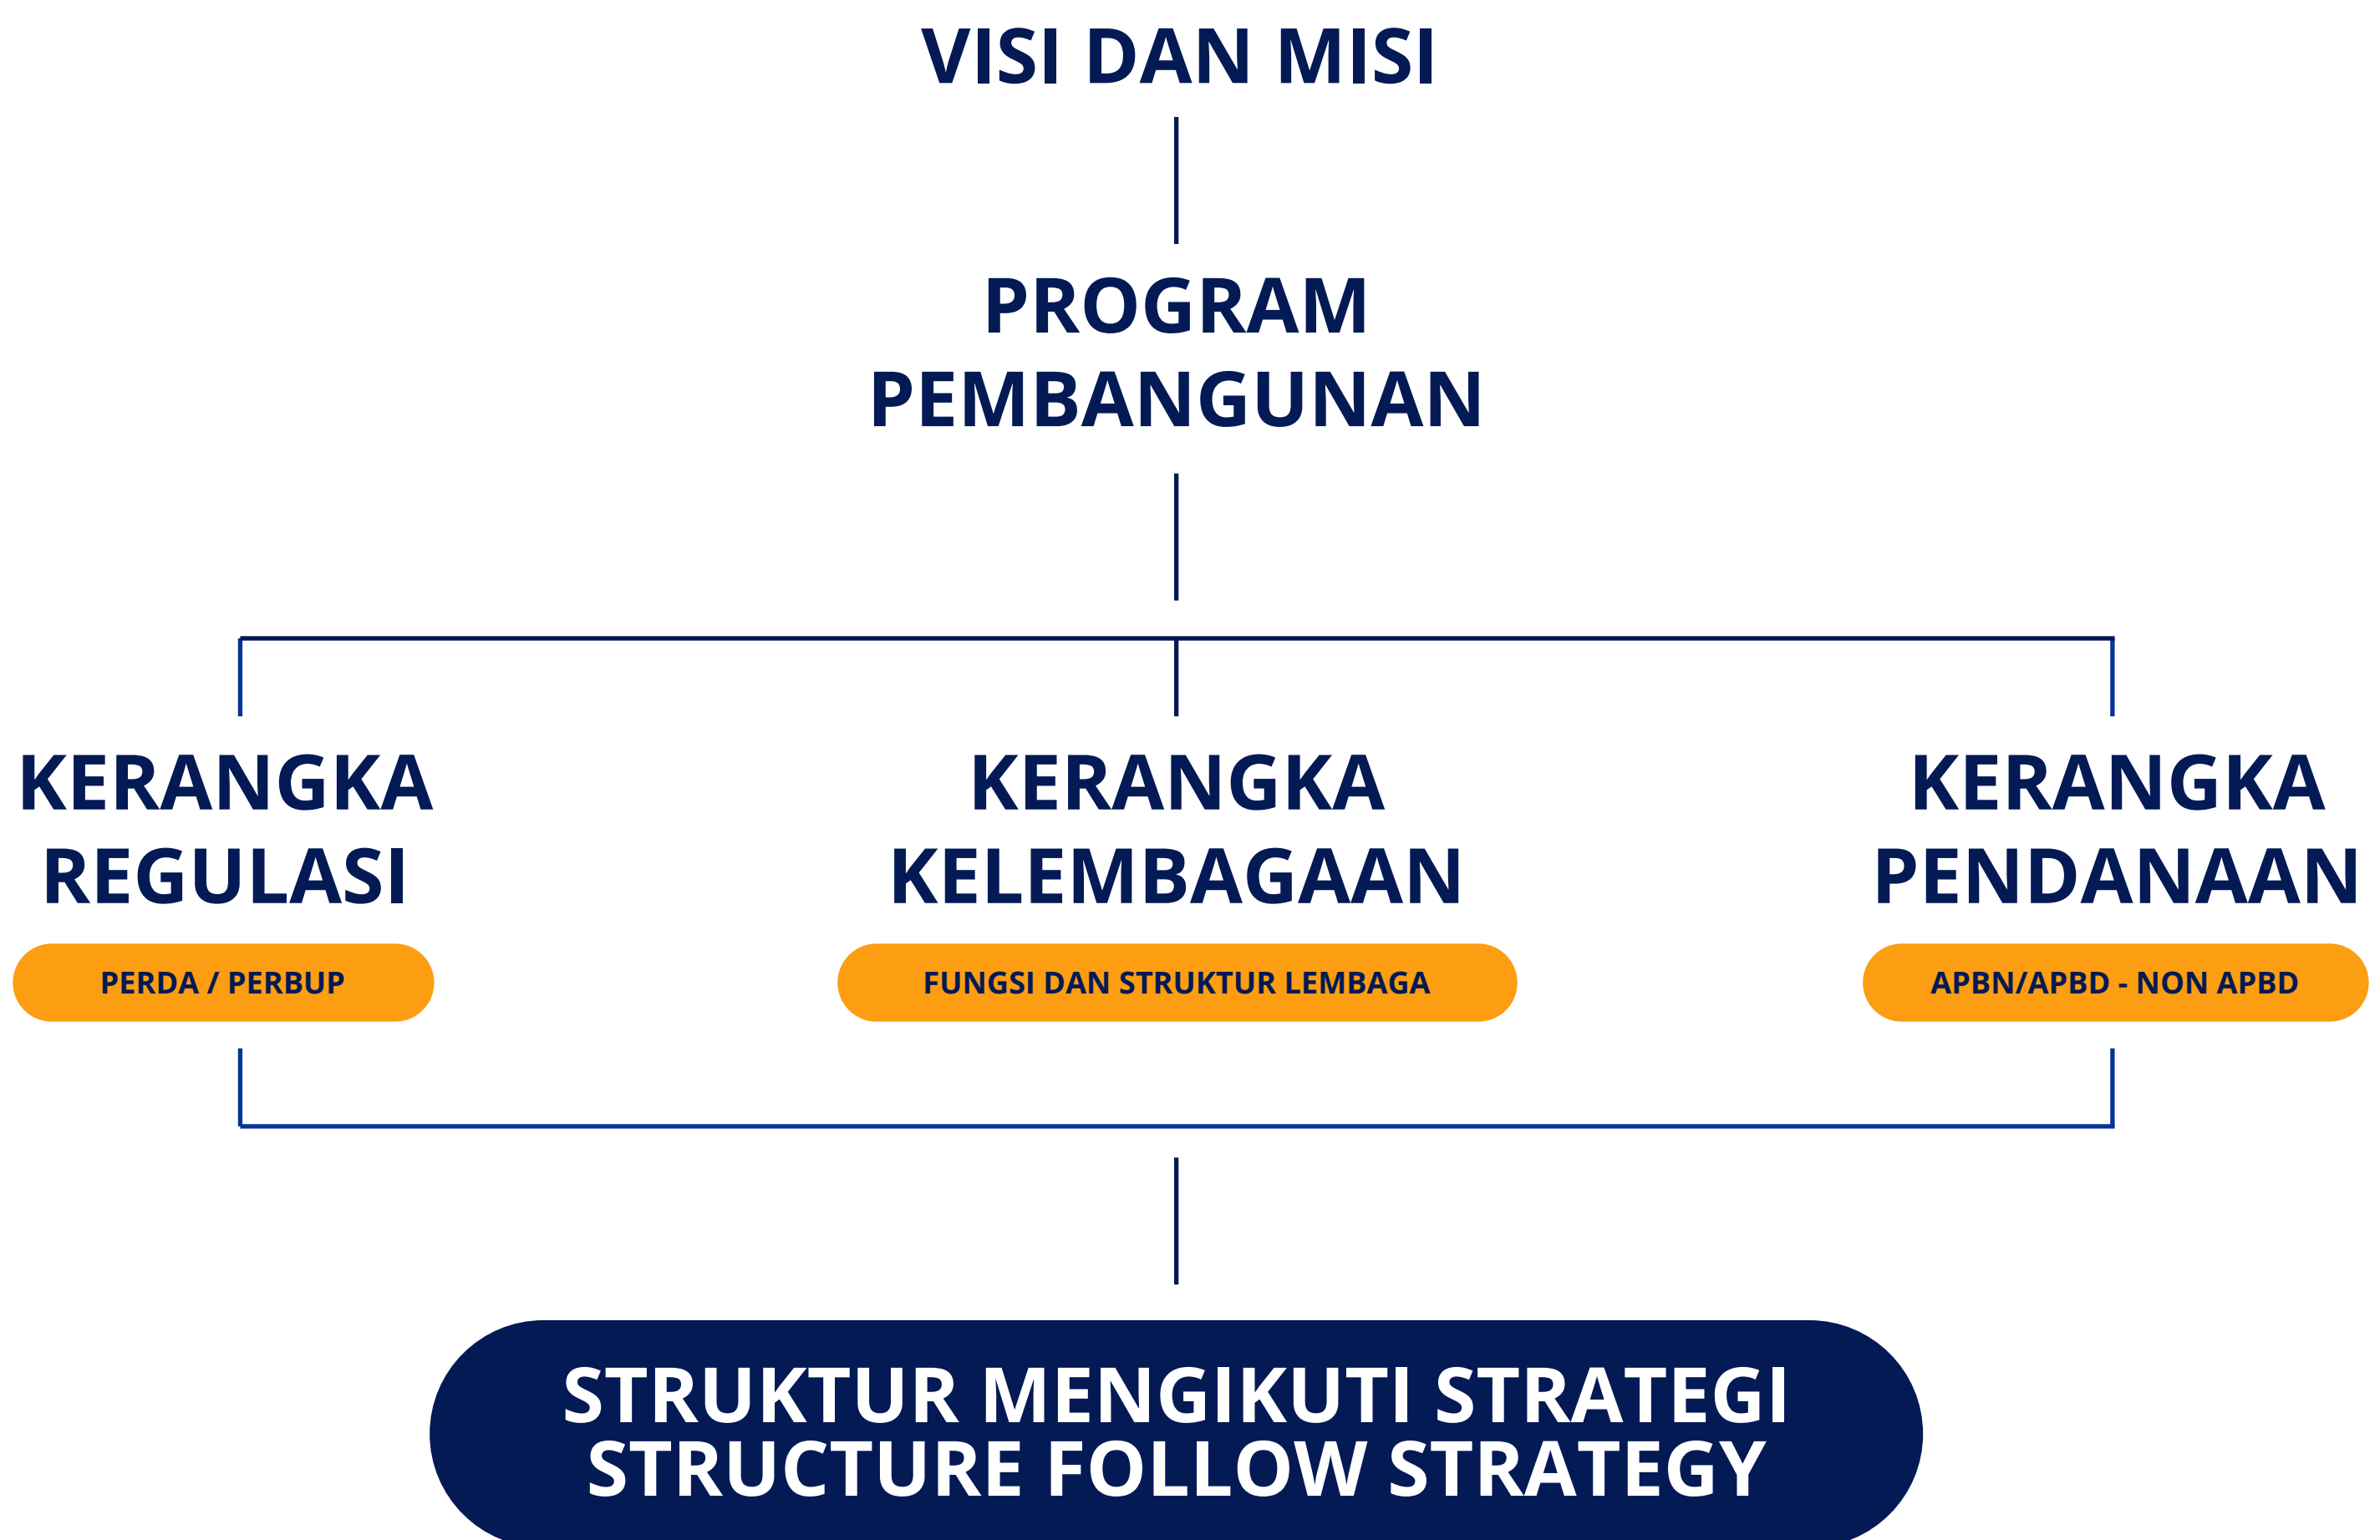 VISI DAN MISI
PROGRAM
PEMBANGUNAN
KERANGKA
REGULASI
PERDA / PERBUP
KERANGKA
KELEMBAGAAN
FUNGSI DAN STRUKTUR LEMBAGA
KERANGKA
PENDANAAN
APBN/APBD - NON APBD
STRUKTUR MENGIKUTI STRATEGI
STRUCTURE FOLLOW STRATEGY